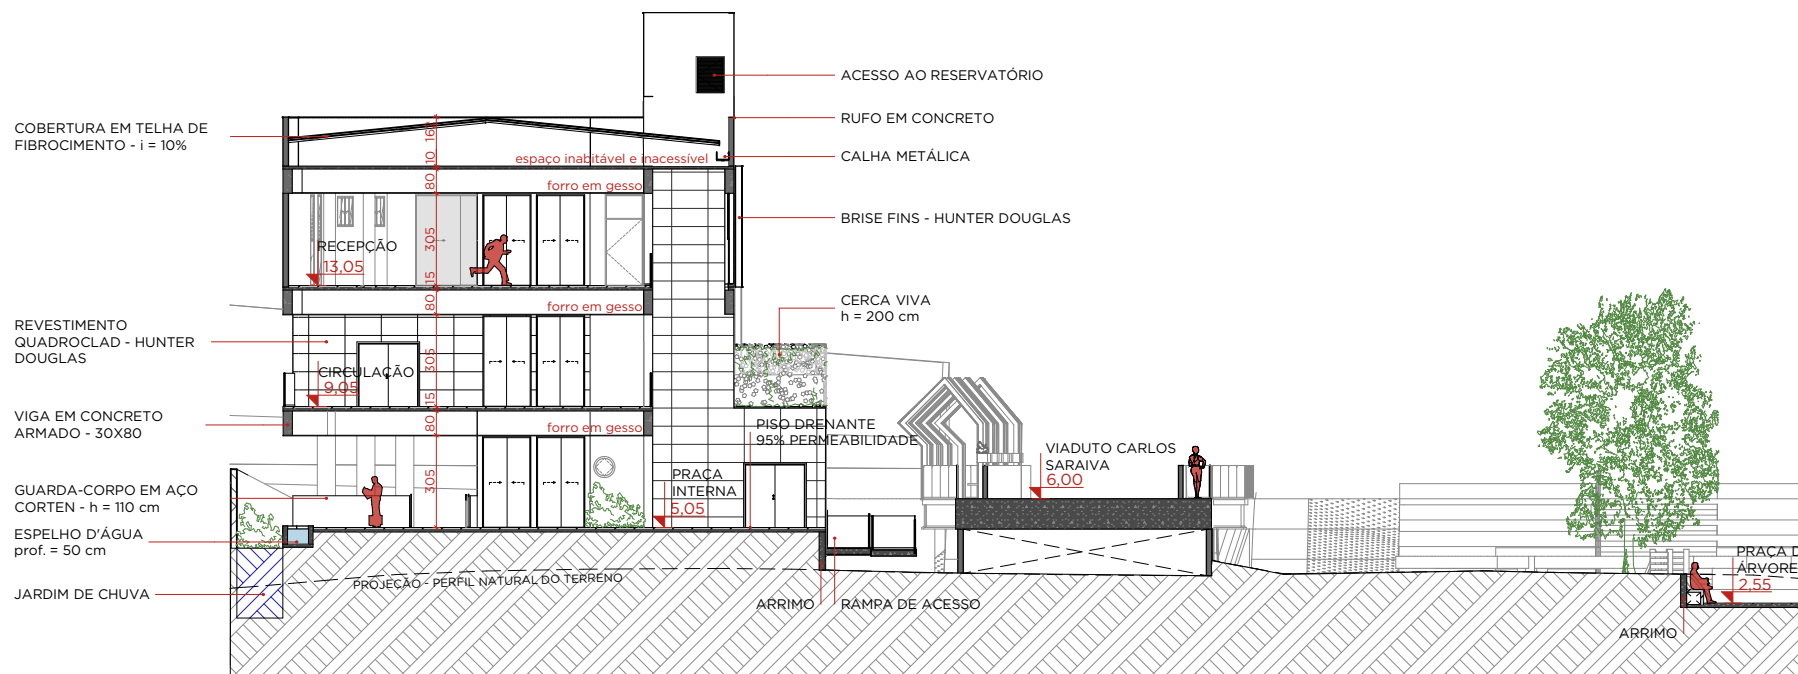 ACESSO AO RESERVATÓRIO
RUFO EM CONCRETO
COBERTURA EM TELHA DE
FIBROCIMENTO - i = 10%
160
10
espaço inabitável e inacessível
CALHA METÁLICA
80
forro em gesso
BRISE FINS - HUNTER DOUGLAS
RECEPÇÃO
13,05
305
15
80
forro em gesso
CERCA VIVA
h = 200 cm
REVESTIMENTO
QUADROCLAD - HUNTER
DOUGLAS
CIRCULAÇÃO
9,05
305
15
VIGA EM CONCRETO
ARMADO - 30X80
80
forro em gesso
PISO DRENANTE
95% PERMEABILIDADE
VIADUTO CARLOS
SARAIVA
6,00
305
PRAÇA
INTERNA
5,05
GUARDA-CORPO EM AÇO
CORTEN - h = 110 cm
ESPELHO D'ÁGUA
prof. = 50 cm
PRAÇA D
ÁRVORE
2,55
PROJEÇÃO - PERFIL NATURAL DO TERRENO
JARDIM DE CHUVA
ARRIMO
RAMPA DE ACESSO
ARRIMO